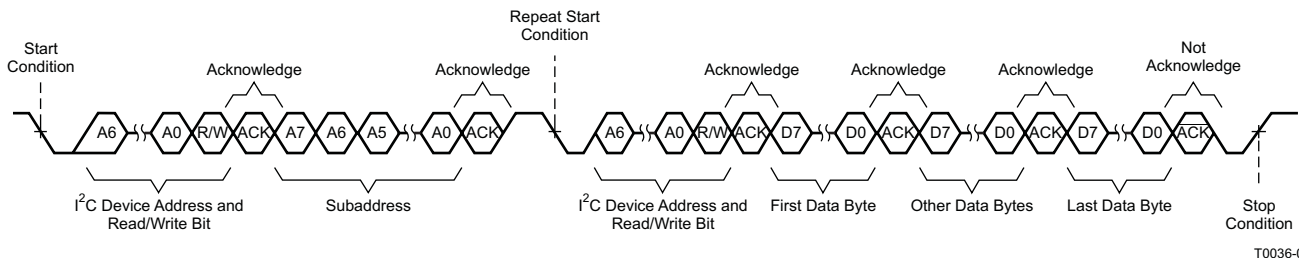 Repeat Start
Condition
Start
Condition
Not
Acknowledge
Acknowledge
Acknowledge
Acknowledge
Acknowledge
Acknowledge
A6 A0 R/W ACK A7 A6 A5 A0 ACK A6 A0 R/W ACK D7 D0 ACK D7 D0 ACK D7 D0 ACK
I²C Device Address and
Read/Write Bit
Subaddress
I²C Device Address and
Read/Write Bit
First Data Byte
Other Data Bytes
Last Data Byte
Stop
Condition